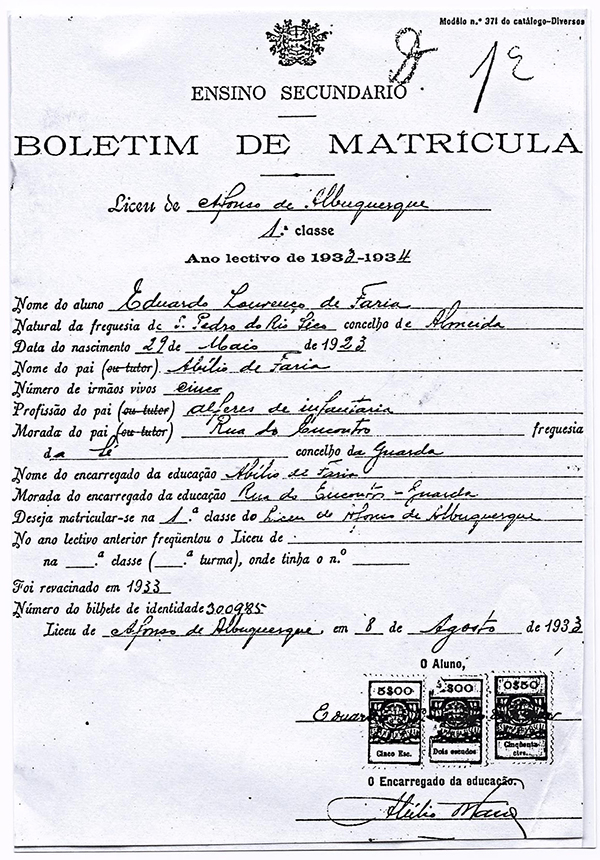 Modêlo n.º 371 do catálogo-Diversos
1 E
ENSINO SECUNDARIO
BOLETIM DE MATRÍCULA
Liceu de Afonso de Albuquerque
1.ª classe
Ano lectivo de 1933-1934
Nome do aluno Eduardo Lourenço de Faria
Natural da freguesia de S. Pedro do Rio Sêco concelho de Almeida
Data do nascimento 29 de Maio de 1923
Nome do pai (ou tutor) Abílio de Faria
Número de irmãos vivos cinco
Profissão do pai (ou tutor) alferes de infantaria
Morada do pai (ou tutor) Rua do Encontro freguesia
da Sé concelho da Guarda
Nome do encarregado da educação Abílio de Faria
Morada do encarregado da educação Rua do Encontro - Guarda
Deseja matricular-se na 1.ª classe do Liceu de Afonso de Albuquerque
No ano lectivo anterior freqüentou o Liceu de
na ___.ª classe (___.ª turma), onde tinha o n.º
Foi revacinado em 1933
Número do bilhete de identidade 300985
Liceu de Afonso de Albuquerque, em 8 de Agosto de 1933
O Aluno,
5$00 $00 0$50
Eduar
Cinco Esc. Dois escudos Cinqüenta ctvs.
O Encarregado da educação,
Abílio Faria